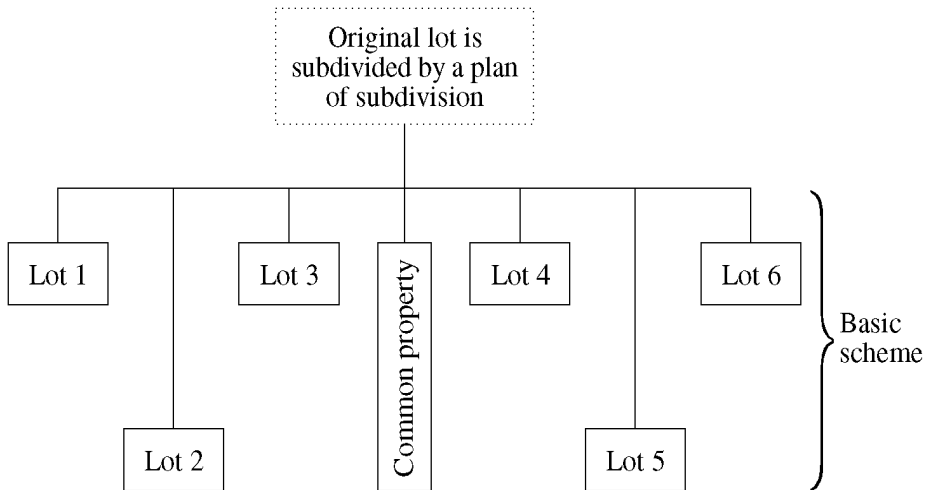 Original lot is
subdivided by a plan
of subdivision
Lot 1
Lot 3
Common property
Lot 4
Lot 6
Basic
scheme
Lot 2
Lot 5